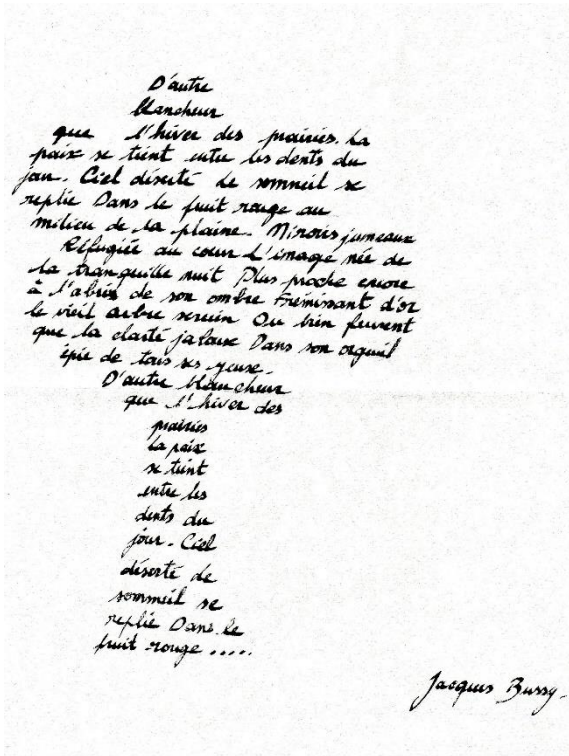 D'autre
blancheur
que l'hiver des prairies. La
paix se tient entre les dents du
jour. Ciel déserté Le sommeil se
replie Dans le fruit rouge au
milieu de la plaine. Miroirs jumeaux
Réfugiée au cœur L'image née de
la tranquille nuit Plus proche encore
à l'abri de son ombre Frémissant d'or
le vieil arbre serein Ou bien fervent
que la clarté jalouse Dans son orgueil
épie de tous ses yeux.
D'autre blancheur
que l'hiver des
prairies
La paix
se tient
entre les
dents du
jour. Ciel
déserté Le
sommeil se
replie Dans le
fruit rouge .....
Jacques Bussy.